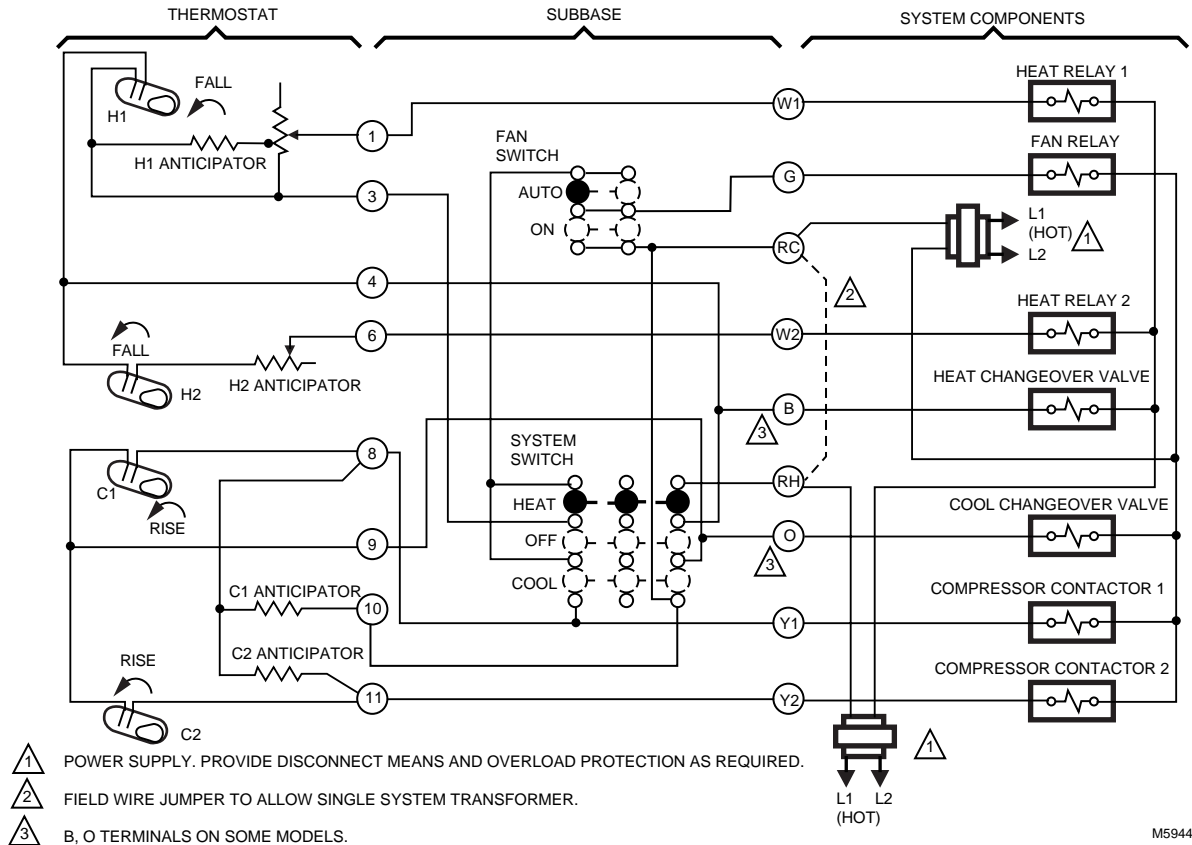 THERMOSTAT
SUBBASE
SYSTEM COMPONENTS
HEAT RELAY 1
FALL
H1
W1
1
FAN
SWITCH
FAN RELAY
H1 ANTICIPATOR
G
3
AUTO
L1
(HOT)
1
ON
RC
L2
4
2
HEAT RELAY 2
6
W2
FALL
H2 ANTICIPATOR
H2
HEAT CHANGEOVER VALVE
B
3
SYSTEM
SWITCH
8
C1
RH
HEAT
RISE
COOL CHANGEOVER VALVE
OFF
9
O
3
COOL
C1 ANTICIPATOR
10
COMPRESSOR CONTACTOR 1
Y1
C2 ANTICIPATOR
RISE
COMPRESSOR CONTACTOR 2
11
Y2
C2
1
1 POWER SUPPLY. PROVIDE DISCONNECT MEANS AND OVERLOAD PROTECTION AS REQUIRED.
2 FIELD WIRE JUMPER TO ALLOW SINGLE SYSTEM TRANSFORMER.
L1 L2
(HOT)
3 B, O TERMINALS ON SOME MODELS.
M5944